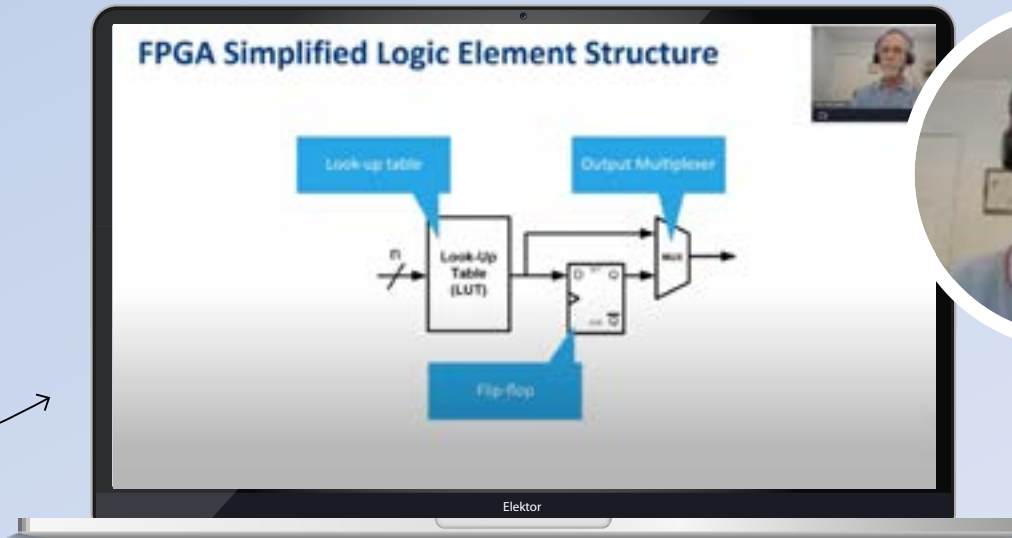 FPGA Simplified Logic Element Structure
Look-up table
Output Multiplexer
n
Look-Up
Table
(LUT)
D
Q
MUX
Q
Flip-flop
Elektor